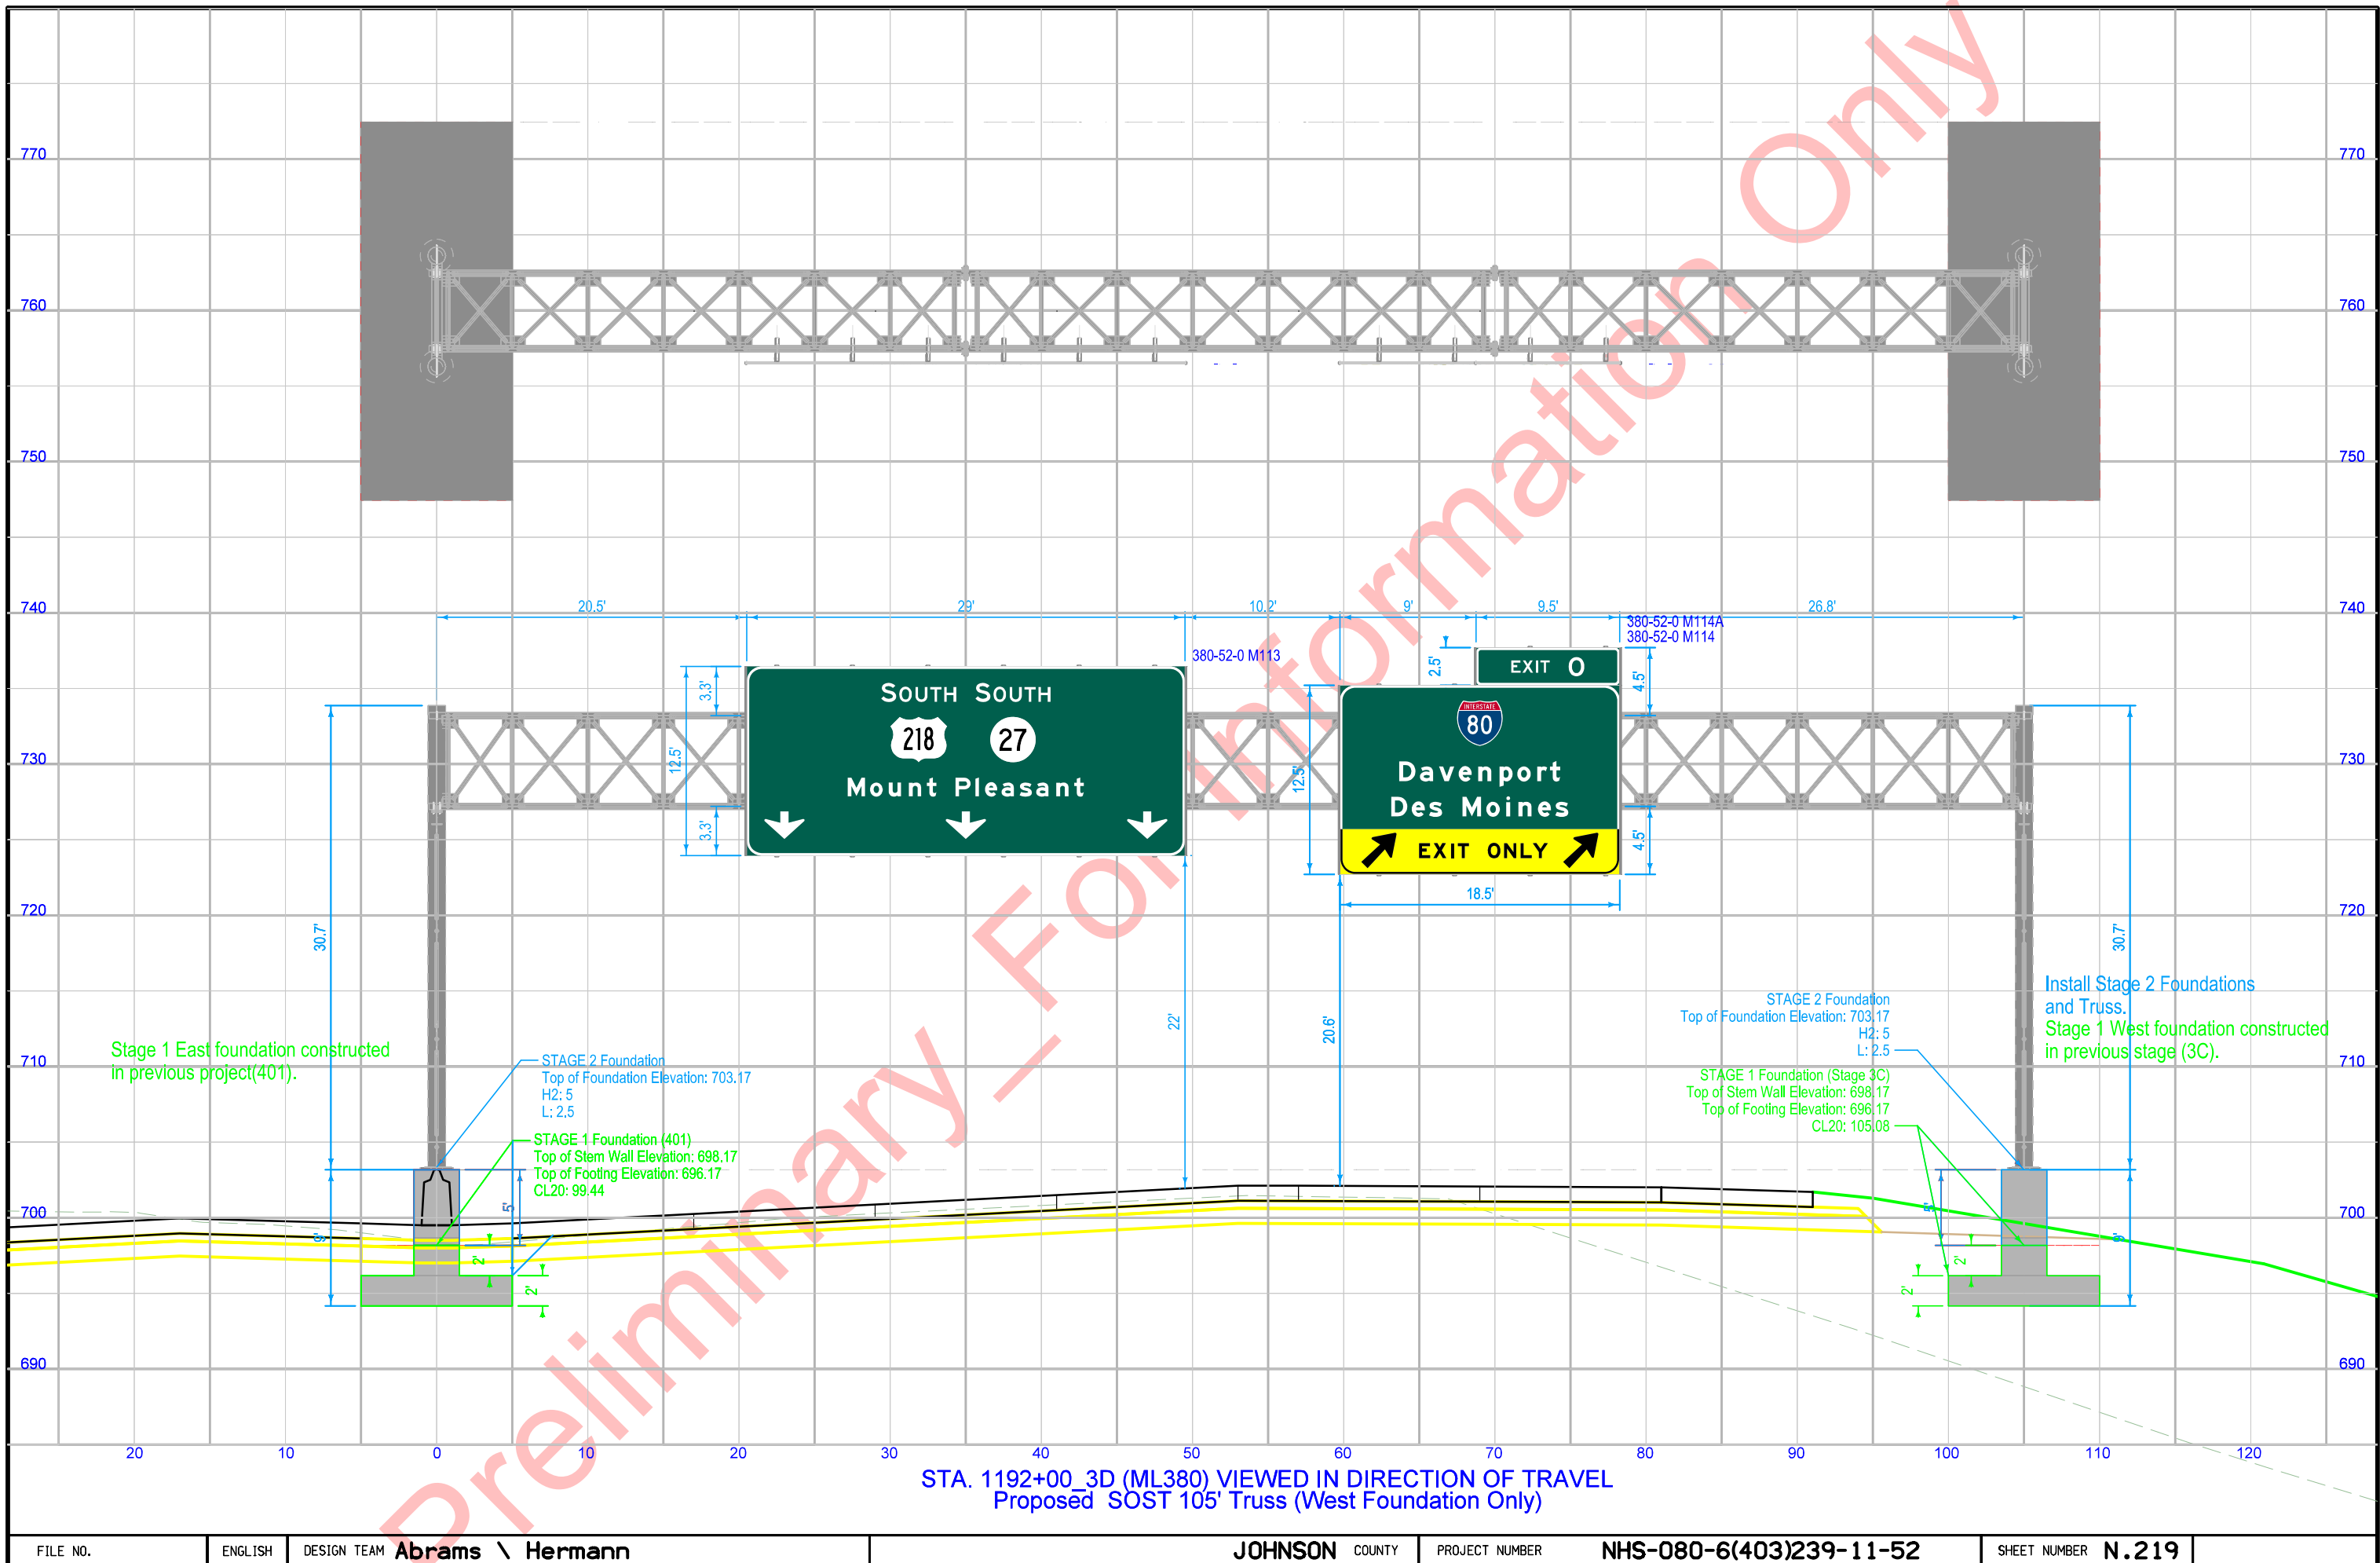 770
770
760
760
750
750
740
740
20.5'
29'
10.2'
9'
9.5'
26.8'
380-52-0 M114A
380-52-0 M114
380-52-0 M113
2.5'
4.5'
3.3'
12.5'
3.3'
SOUTH SOUTH
218
27
Mount Pleasant
EXIT 0
INTERSTATE
80
Davenport
Des Moines
EXIT ONLY
12.5'
4.5'
18.5'
730
730
720
720
30.7'
30.7'
22'
20.6'
Install Stage 2 Foundations
and Truss.
Stage 1 West foundation constructed
in previous stage (3C).
STAGE 2 Foundation
Top of Foundation Elevation: 703.17
H2: 5
L: 2.5
STAGE 1 Foundation (Stage 3C)
Top of Stem Wall Elevation: 698.17
Top of Footing Elevation: 696.17
CL20: 105.08
Stage 1 East foundation constructed
in previous project(401).
STAGE 2 Foundation
Top of Foundation Elevation: 703.17
H2: 5
L: 2.5
STAGE 1 Foundation (401)
Top of Stem Wall Elevation: 698.17
Top of Footing Elevation: 696.17
CL20: 99.44
710
710
700
700
9'
5'
2'
2'
5'
2'
2'
9'
690
690
20 10 0 10 20 30 40 50 60 70 80 90 100 110 120
Preliminary_For Information Only
STA. 1192+00_3D (ML380) VIEWED IN DIRECTION OF TRAVEL
Proposed SOST 105' Truss (West Foundation Only)
FILE NO. ENGLISH DESIGN TEAM Abrams \ Hermann JOHNSON COUNTY PROJECT NUMBER NHS-080-6(403)239-11-52 SHEET NUMBER N.219